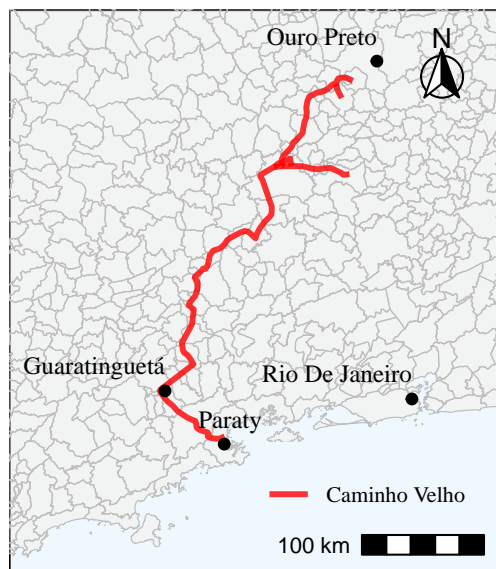 Ouro Preto
N
Guaratinguetá
Rio De Janeiro
Paraty
Caminho Velho
100 km